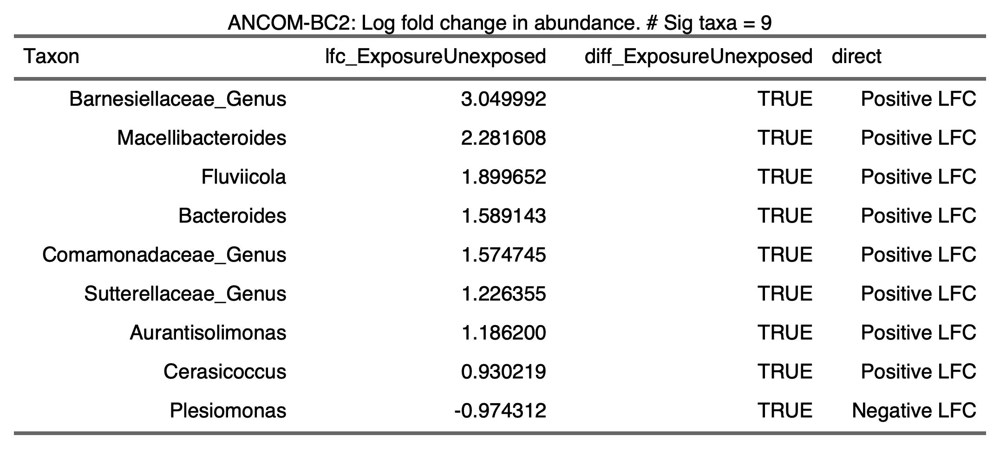 ANCOM-BC2: Log fold change in abundance. # Sig taxa = 9
Taxon lfc_ExposureUnexposed diff_ExposureUnexposed direct
Barnesiellaceae_Genus 3.049992 TRUE Positive LFC
Macellibacteroides 2.281608 TRUE Positive LFC
Fluviicola 1.899652 TRUE Positive LFC
Bacteroides 1.589143 TRUE Positive LFC
Comamonadaceae_Genus 1.574745 TRUE Positive LFC
Sutterellaceae_Genus 1.226355 TRUE Positive LFC
Aurantisolimonas 1.186200 TRUE Positive LFC
Cerasicoccus 0.930219 TRUE Positive LFC
Plesiomonas -0.974312 TRUE Negative LFC